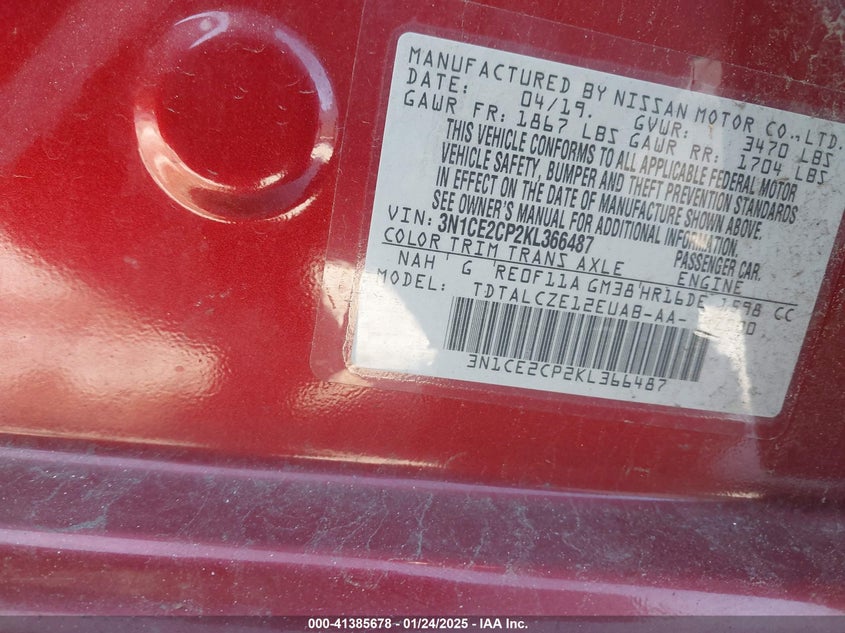 MANUFACTURED BY NISSAN MOTOR CO., LTD.
DATE: 04/19. GVWR: 3470 LBS
GAWR FR: 1867 LBS GAWR RR: 1704 LBS
THIS VEHICLE CONFORMS TO ALL APPLICABLE FEDERAL MOTOR
VEHICLE SAFETY, BUMPER AND THEFT PREVENTION STANDARDS
IN EFFECT ON THE DATE OF MANUFACTURE SHOWN ABOVE.
SEE OWNER'S MANUAL FOR ADDITIONAL INFORMATION.
VIN: 3N1CE2CP2KL366487 PASSENGER CAR.
COLOR TRIM TRANS AXLE ENGINE
NAH G REOF11A GM38 HR16DE 1598 CC
MODEL: TDTALCZE12EUAB-AA-
3N1CE2CP2KL366487
000-41385678 - 01/24/2025 - IAA Inc.